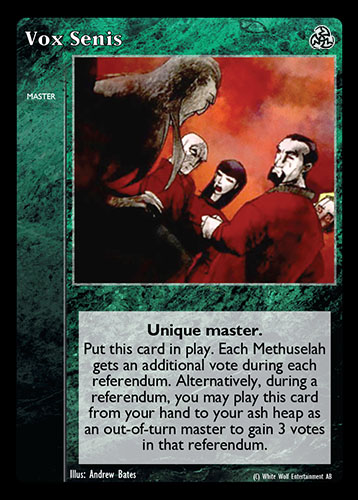 Vox Senis
MASTER
Unique master.
Put this card in play. Each Methuselah
gets an additional vote during each
referendum. Alternatively, during a
referendum, you may play this card
from your hand to your ash heap as
an out-of-turn master to gain 3 votes
in that referendum.
Illus: Andrew Bates
(C) White Wolf Entertainment AB